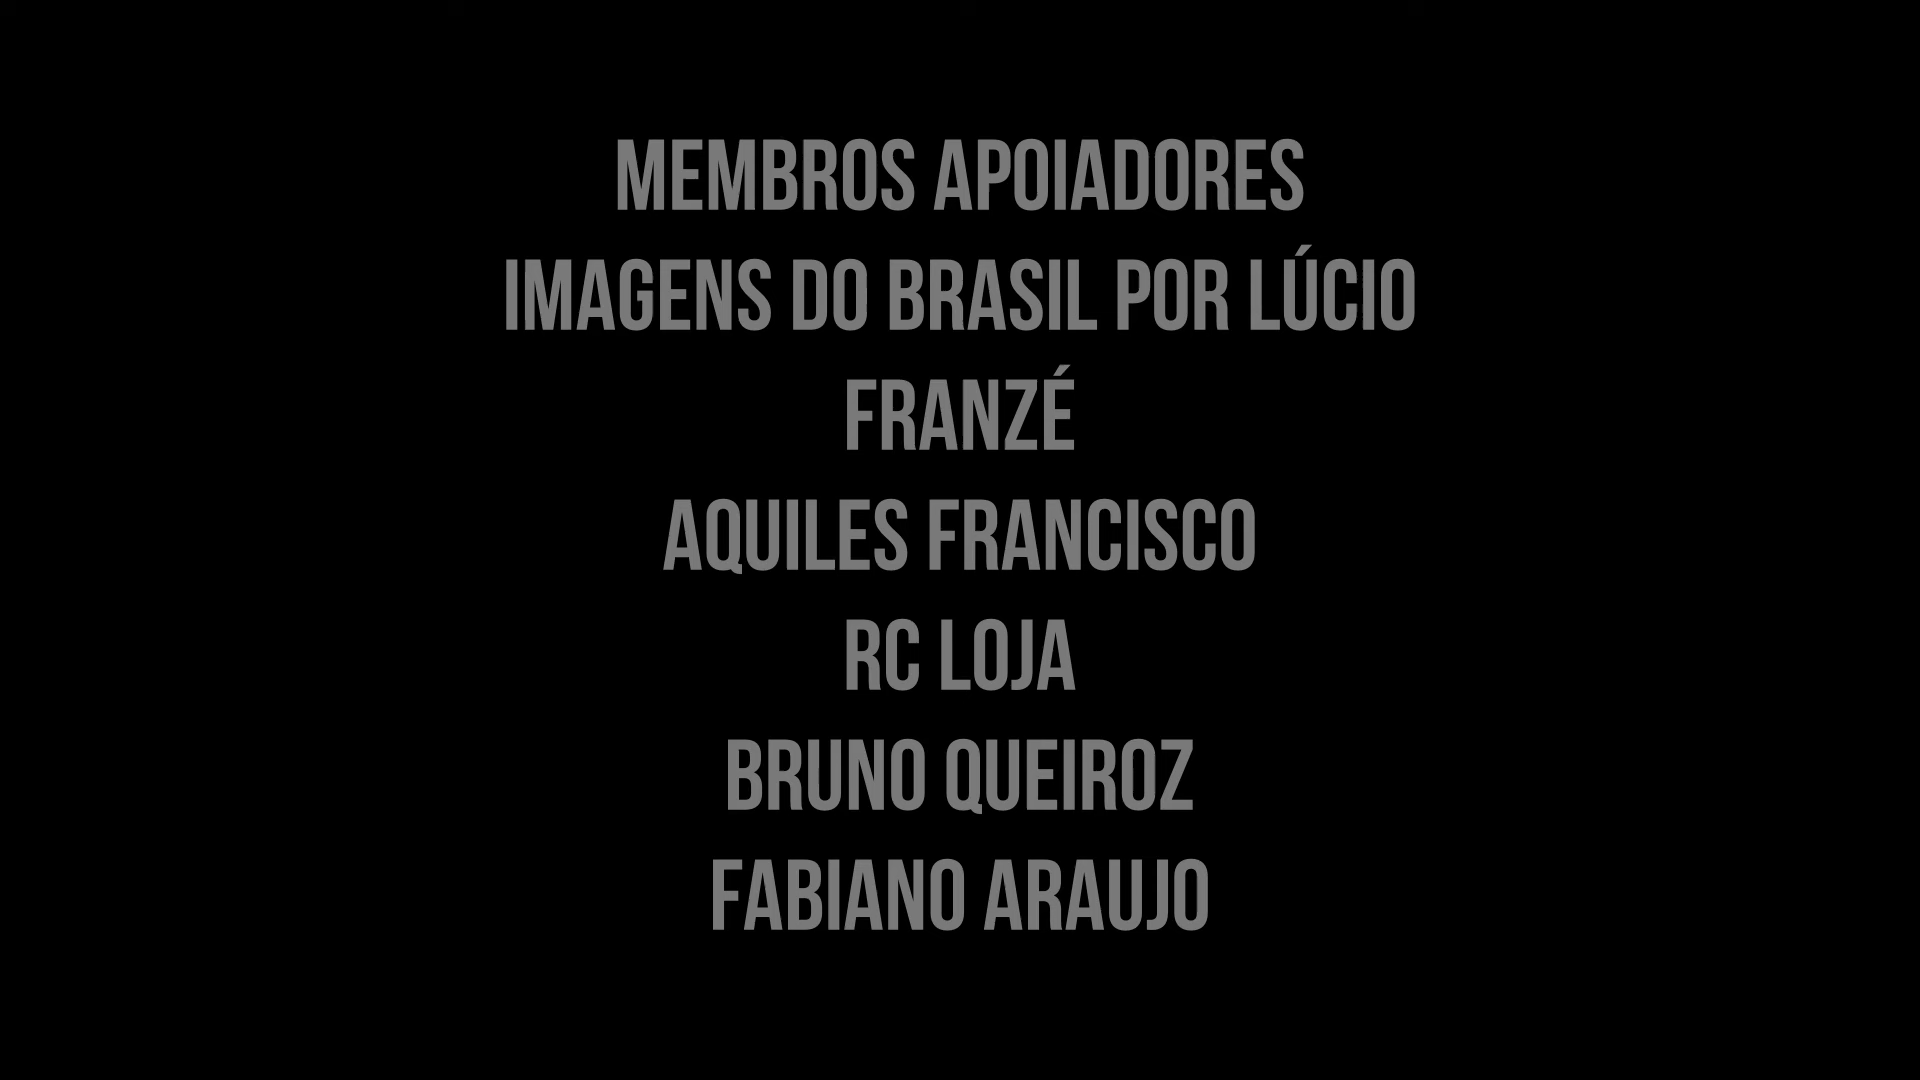 MEMBROS APOIADORES
IMAGENS DO BRASIL POR LÚCIO
FRANZÉ
AQUILES FRANCISCO
RC LOJA
BRUNO QUEIROZ
FABIANO ARAUJO